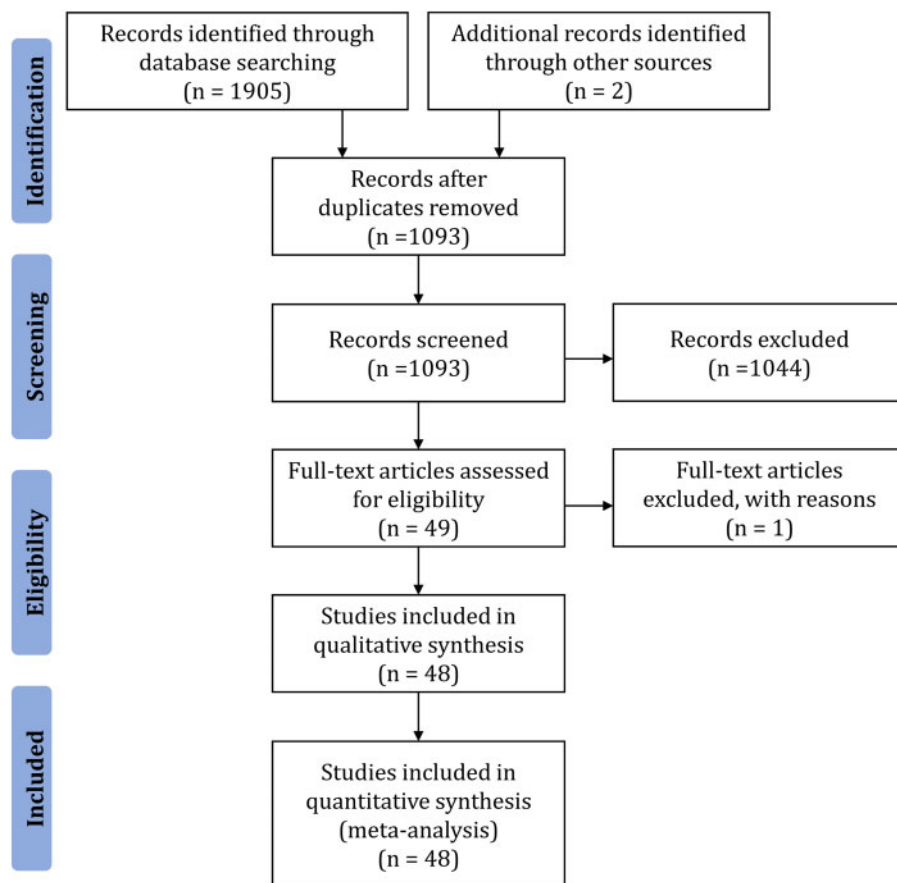 Identification
Records identified through
database searching
(n = 1905)
Additional records identified
through other sources
(n = 2)
Records after
duplicates removed
(n =1093)
Screening
Records screened
(n =1093)
Records excluded
(n =1044)
Eligibility
Full-text articles assessed
for eligibility
(n = 49)
Full-text articles
excluded, with reasons
(n = 1)
Studies included in
qualitative synthesis
(n = 48)
Included
Studies included in
quantitative synthesis
(meta-analysis)
(n = 48)